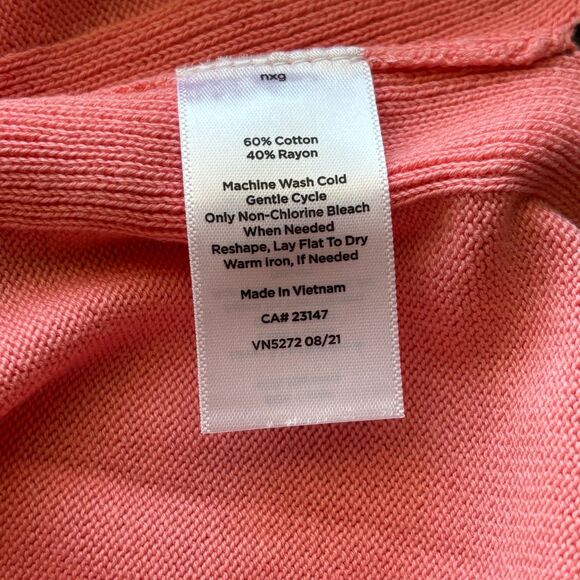 nxg
60% Cotton
40% Rayon
Machine Wash Cold
Gentle Cycle
Only Non-Chlorine Bleach
When Needed
Reshape, Lay Flat To Dry
Warm Iron, If Needed
Made In Vietnam
CA# 23147
VN5272 08/21